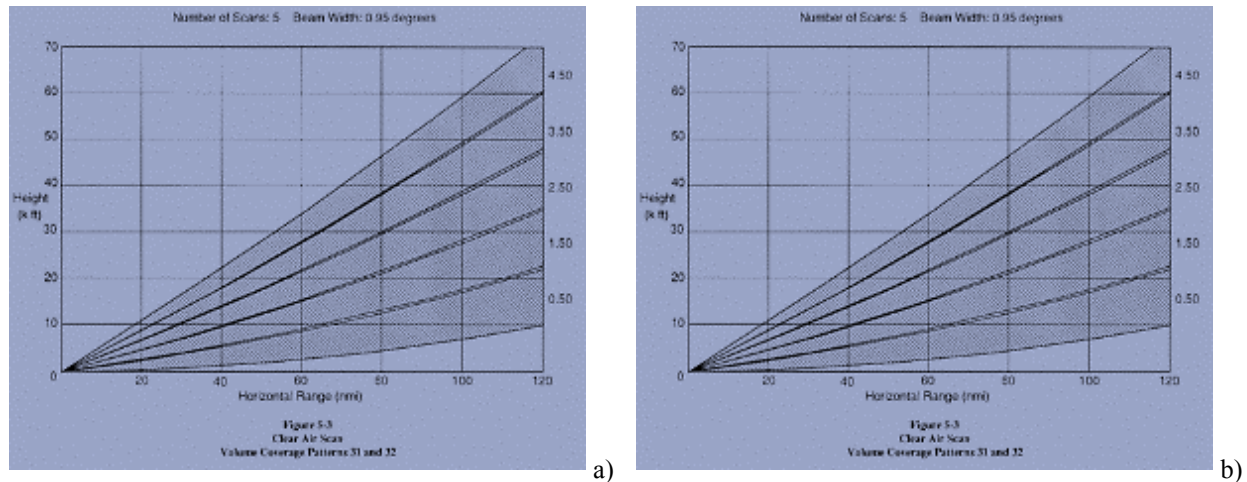 Number of Scans: 5 Beam Width: 0.95 degrees
70
60
50
40
30
20
10
0
Height
(k ft)
4.50
3.50
2.50
1.50
0.50
20
40
60
80
100
120
Horizontal Range (nmi)
Figure 5-3
Clear Air Scan
Volume Coverage Patterns 31 and 32
a)
Number of Scans: 5 Beam Width: 0.95 degrees
70
60
50
40
30
20
10
0
Height
(k ft)
4.50
3.50
2.50
1.50
0.50
20
40
60
80
100
120
Horizontal Range (nmi)
Figure 5-3
Clear Air Scan
Volume Coverage Patterns 31 and 32
b)